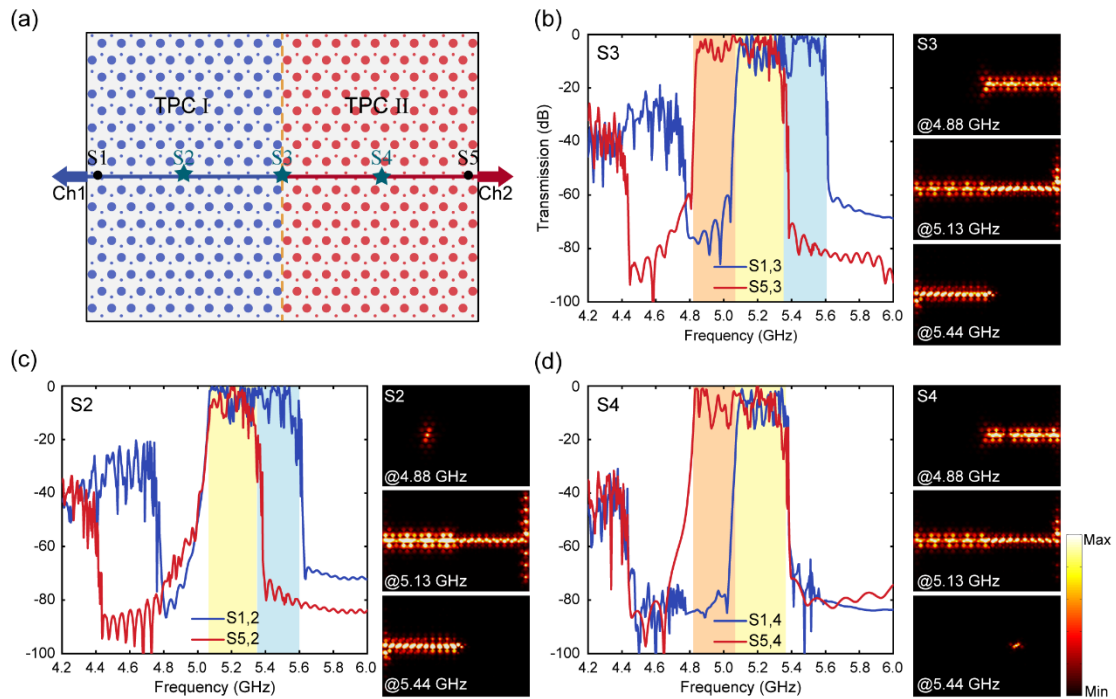 (a)
TPC I
TPC II
S1
S2
S3
S4
S5
Ch1
Ch2
(b)
S3
0
-20
-40
-60
-80
-100
Transmission (dB)
S1,3
S5,3
4.2 4.4 4.6 4.8 5.0 5.2 5.4 5.6 5.8 6.0
Frequency (GHz)
S3
@4.88 GHz
@5.13 GHz
@5.44 GHz
(c)
S2
0
-20
-40
-60
-80
-100
S1,2
S5,2
4.2 4.4 4.6 4.8 5.0 5.2 5.4 5.6 5.8 6.0
Frequency (GHz)
S2
@4.88 GHz
@5.13 GHz
@5.44 GHz
(d)
S4
0
-20
-40
-60
-80
-100
S1,4
S5,4
4.2 4.4 4.6 4.8 5.0 5.2 5.4 5.6 5.8 6.0
Frequency (GHz)
S4
@4.88 GHz
@5.13 GHz
@5.44 GHz
Max
Min